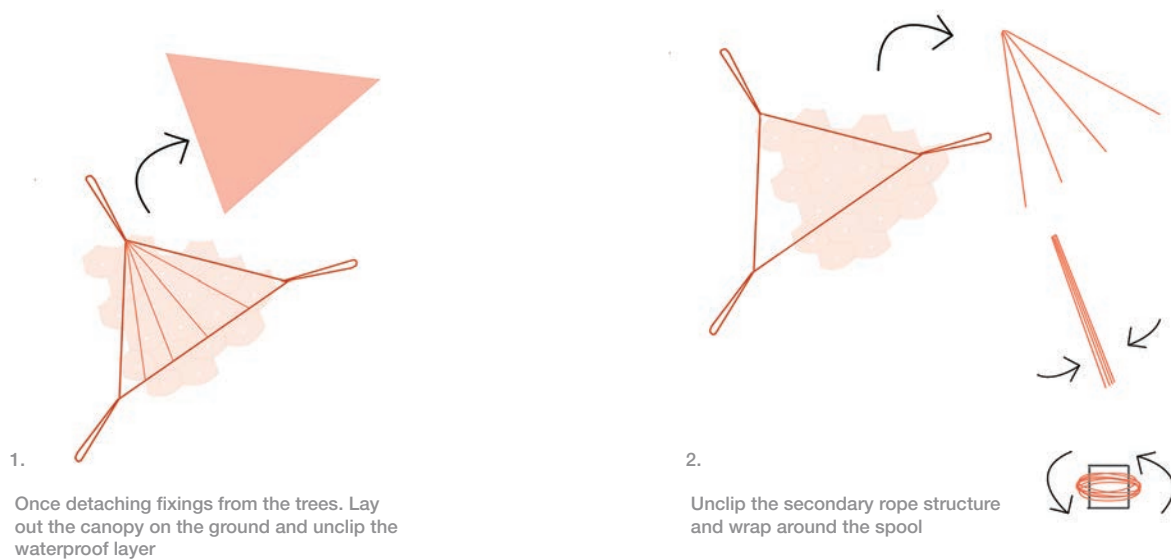 1.
Once detaching fixings from the trees. Lay
out the canopy on the ground and unclip the
waterproof layer
2.
Unclip the secondary rope structure
and wrap around the spool